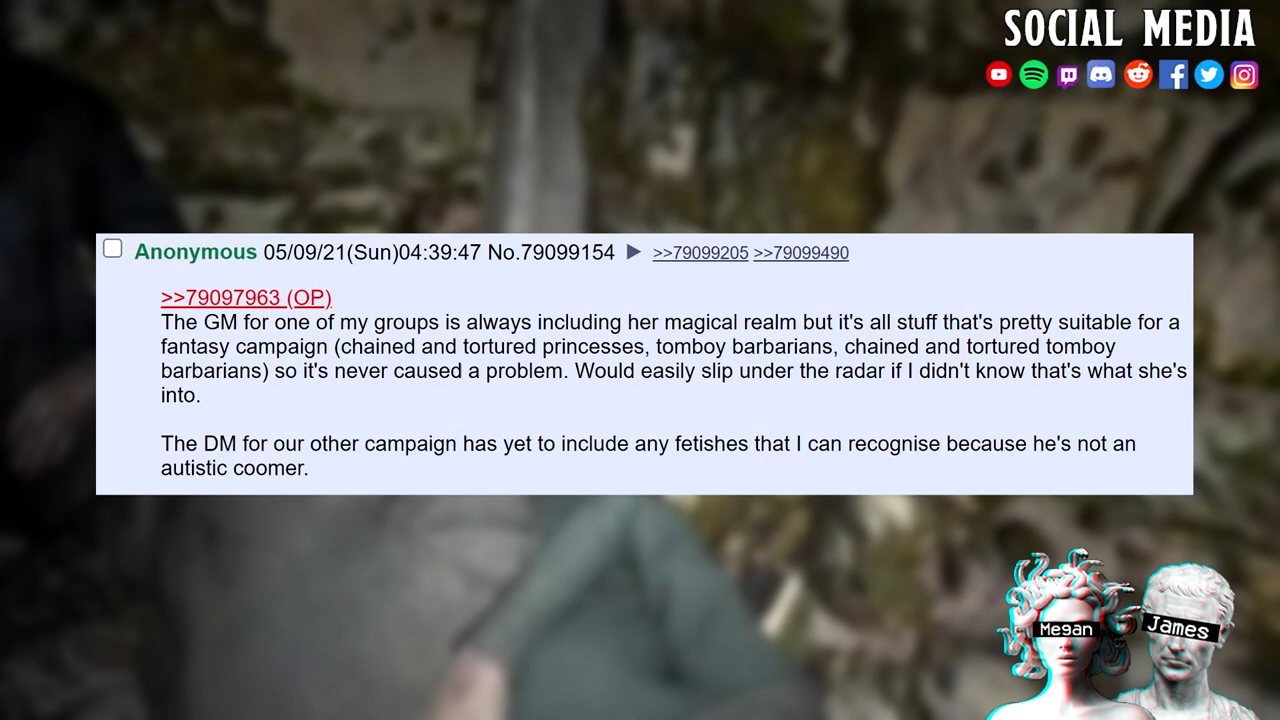 SOCIAL MEDIA
Anonymous 05/09/21(Sun)04:39:47 No.79099154 ▶ >>79099205 >>79099490
>>79097963 (OP)
The GM for one of my groups is always including her magical realm but it's all stuff that's pretty suitable for a
fantasy campaign (chained and tortured princesses, tomboy barbarians, chained and tortured tomboy
barbarians) so it's never caused a problem. Would easily slip under the radar if I didn't know that's what she's
into.
The DM for our other campaign has yet to include any fetishes that I can recognise because he's not an
autistic coomer.
Megan
James